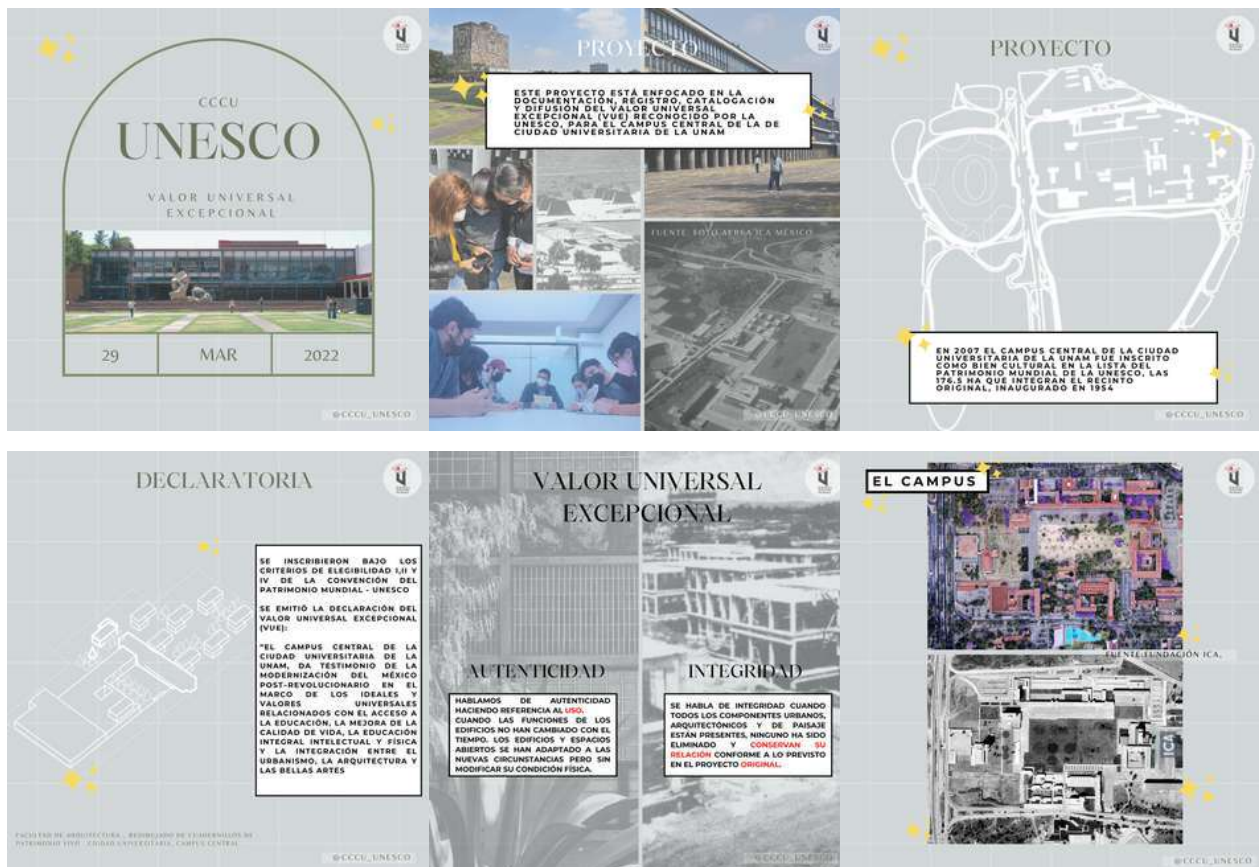 CCCU
UNESCO
VALOR UNIVERSAL
EXCEPCIONAL
29
MAR
2022
@CCCU_UNESCO
PROYECTO
ESTE PROYECTO ESTÁ ENFOCADO EN LA
DOCUMENTACIÓN, REGISTRO, CATALOGACIÓN
Y DIFUSIÓN DEL VALOR UNIVERSAL
EXCEPCIONAL (VUE) RECONOCIDO POR LA
UNESCO, PARA EL CAMPUS CENTRAL DE LA DE
CIUDAD UNIVERSITARIA DE LA UNAM
FUENTE: FOTO AEREA ICA MÉXICO
@CCCU_UNESCO
PROYECTO
EN 2007 EL CAMPUS CENTRAL DE LA CIUDAD
UNIVERSITARIA DE LA UNAM FUE INSCRITO
COMO BIEN CULTURAL EN LA LISTA DEL
PATRIMONIO MUNDIAL DE LA UNESCO, LAS
176.5 HA QUE INTEGRAN EL RECINTO
ORIGINAL, INAUGURADO EN 1954
@CCCU_UNESCO
DECLARATORIA
SE INSCRIBIERON BAJO LOS
CRITERIOS DE ELEGIBILIDAD I,II Y
IV DE LA CONVENCIÓN DEL
PATRIMONIO MUNDIAL - UNESCO
SE EMITIÓ LA DECLARACIÓN DEL
VALOR UNIVERSAL EXCEPCIONAL
(VUE):
"EL CAMPUS CENTRAL DE LA
CIUDAD UNIVERSITARIA DE LA
UNAM, DA TESTIMONIO DE LA
MODERNIZACIÓN DEL MÉXICO
POST-REVOLUCIONARIO EN EL
MARCO DE LOS IDEALES Y
VALORES UNIVERSALES
RELACIONADOS CON EL ACCESO A
LA EDUCACIÓN, LA MEJORA DE LA
CALIDAD DE VIDA, LA EDUCACIÓN
INTEGRAL INTELECTUAL Y FÍSICA
Y LA INTEGRACIÓN ENTRE EL
URBANISMO, LA ARQUITECTURA Y
LAS BELLAS ARTES
FACULTAD DE ARQUITECTURA - REDIBUJADO DE CUADERNILLOS DE
PATRIMONIO VIVO - CIUDAD UNIVERSITARIA, CAMPUS CENTRAL
@CCCU_UNESCO
VALOR UNIVERSAL
EXCEPCIONAL
AUTENTICIDAD
HABLAMOS DE AUTENTICIDAD
HACIENDO REFERENCIA AL USO.
CUANDO LAS FUNCIONES DE LOS
EDIFICIOS NO HAN CAMBIADO CON EL
TIEMPO. LOS EDIFICIOS Y ESPACIOS
ABIERTOS SE HAN ADAPTADO A LAS
NUEVAS CIRCUNSTANCIAS PERO SIN
MODIFICAR SU CONDICIÓN FÍSICA.
INTEGRIDAD
SE HABLA DE INTEGRIDAD CUANDO
TODOS LOS COMPONENTES URBANOS,
ARQUITECTÓNICOS Y DE PAISAJE
ESTÁN PRESENTES, NINGUNO HA SIDO
ELIMINADO Y CONSERVAN SU
RELACIÓN CONFORME A LO PREVISTO
EN EL PROYECTO ORIGINAL.
@CCCU_UNESCO
EL CAMPUS
FUENTE:FUNDACIÓN ICA.
ICA
@CCCU_UNESCO